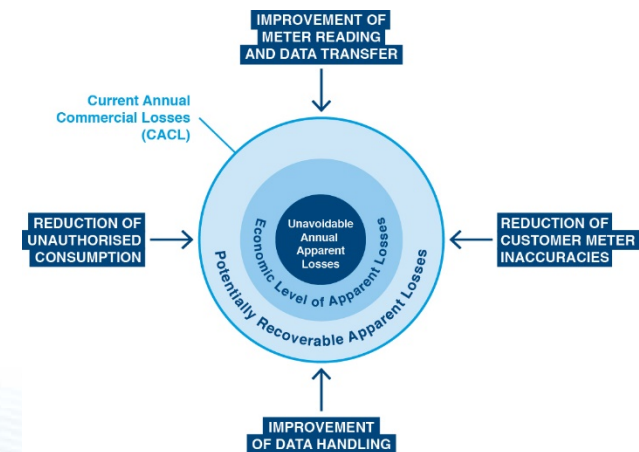 IMPROVEMENT OF
METER READING
AND DATA TRANSFER
Current Annual
Commercial Losses
(CACL)
REDUCTION OF
UNAUTHORISED
CONSUMPTION
Unavoidable
Annual
Apparent
Losses
Economic Level of Apparent Losses
Potentially Recoverable Apparent Losses
REDUCTION OF
CUSTOMER METER
INACCURACIES
IMPROVEMENT
OF DATA HANDLING